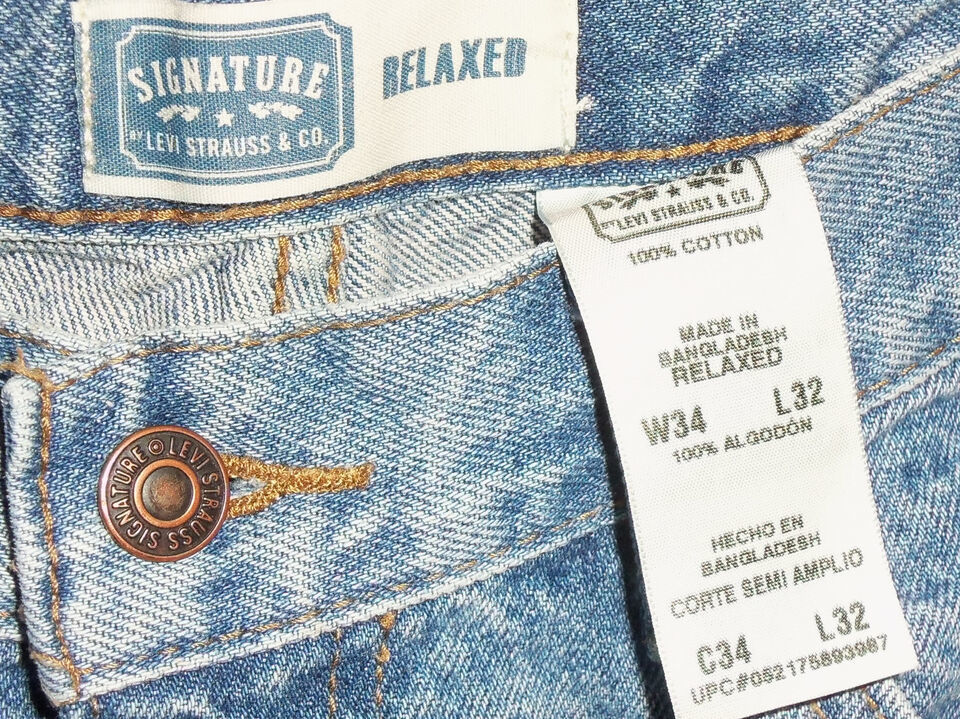 SIGNATURE
BY LEVI STRAUSS & CO.
RELAXED
BY LEVI STRAUSS & CO.
100% COTTON
MADE IN
BANGLADESH
RELAXED
W34 L32
100% ALGODÓN
HECHO EN
BANGLADESH
CORTE SEMI AMPLIO
C34 L32
UPC#052175893987
LEVI STRAUSS SIGNATURE